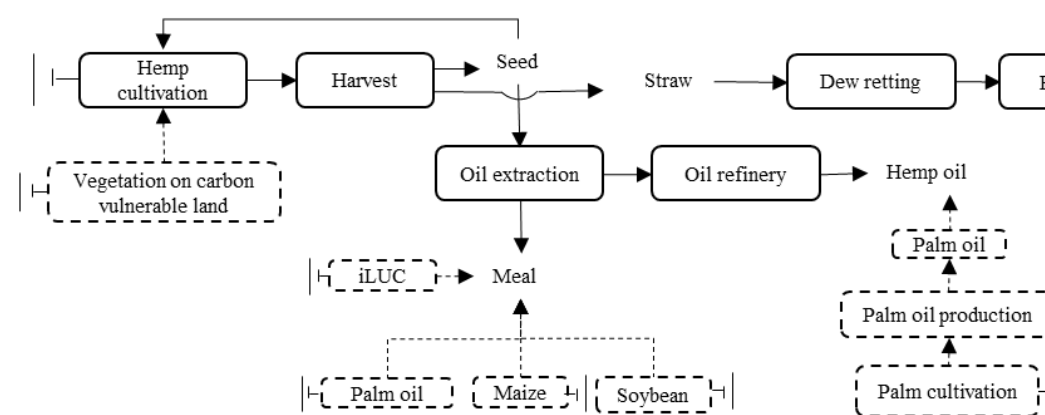 Hemp
cultivation
Harvest
Seed
Straw
Dew retting
Vegetation on carbon
vulnerable land
Oil extraction
Oil refinery
Hemp oil
Palm oil
iLUC
Meal
Palm oil production
Palm oil
Maize
Soybean
Palm cultivation